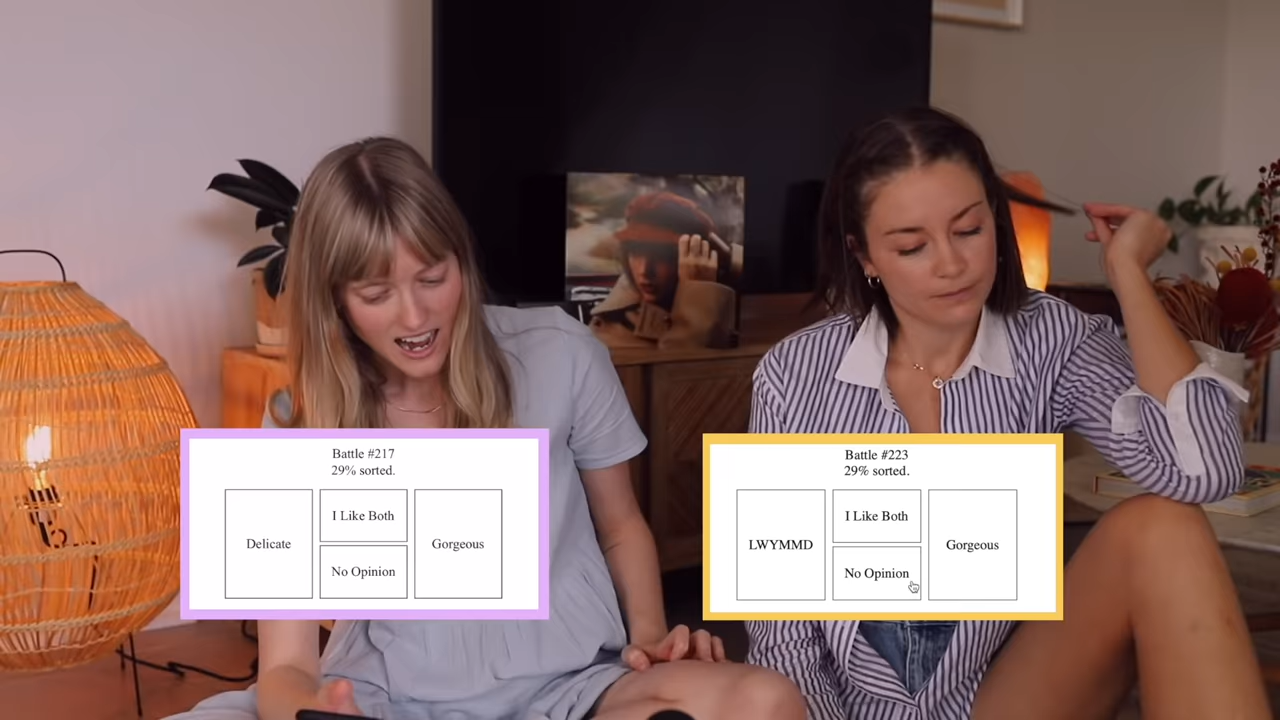 Battle #217
29% sorted.
Delicate
I Like Both
No Opinion
Gorgeous
Battle #223
29% sorted.
LWYMMD
I Like Both
No Opinion
Gorgeous